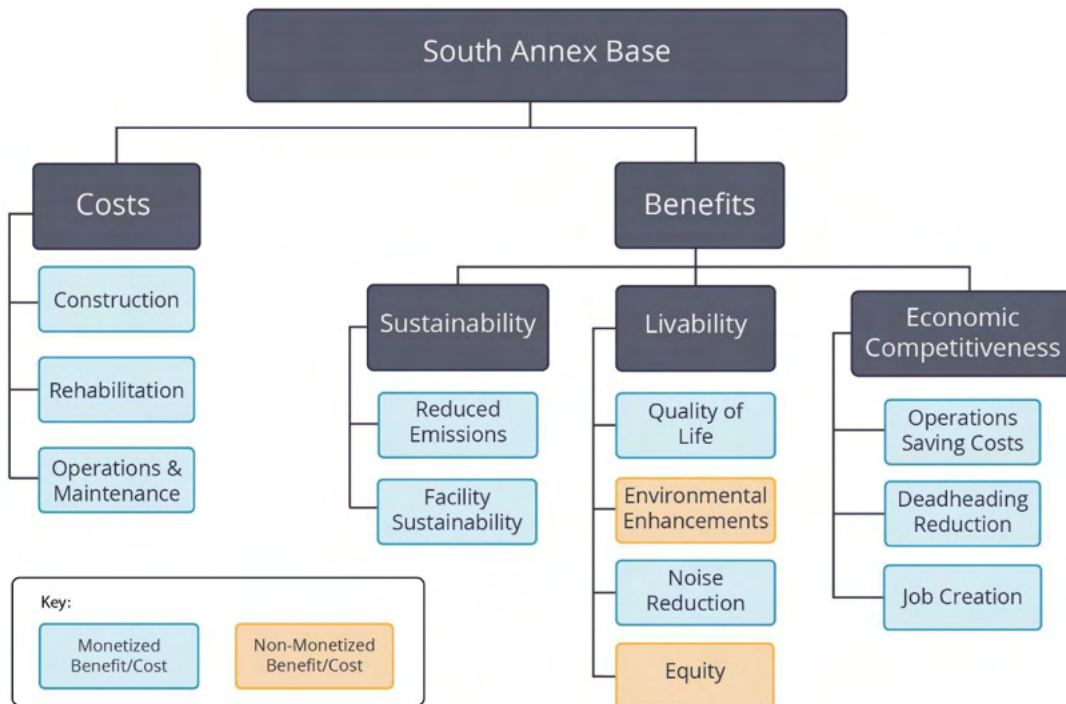 South Annex Base
Costs
Construction
Rehabilitation
Operations &
Maintenance
Benefits
Sustainability
Reduced
Emissions
Facility
Sustainability
Livability
Quality of
Life
Environmental
Enhancements
Noise
Reduction
Equity
Economic
Competitiveness
Operations
Saving Costs
Deadheading
Reduction
Job Creation
Key:
Monetized
Benefit/Cost
Non-Monetized
Benefit/Cost